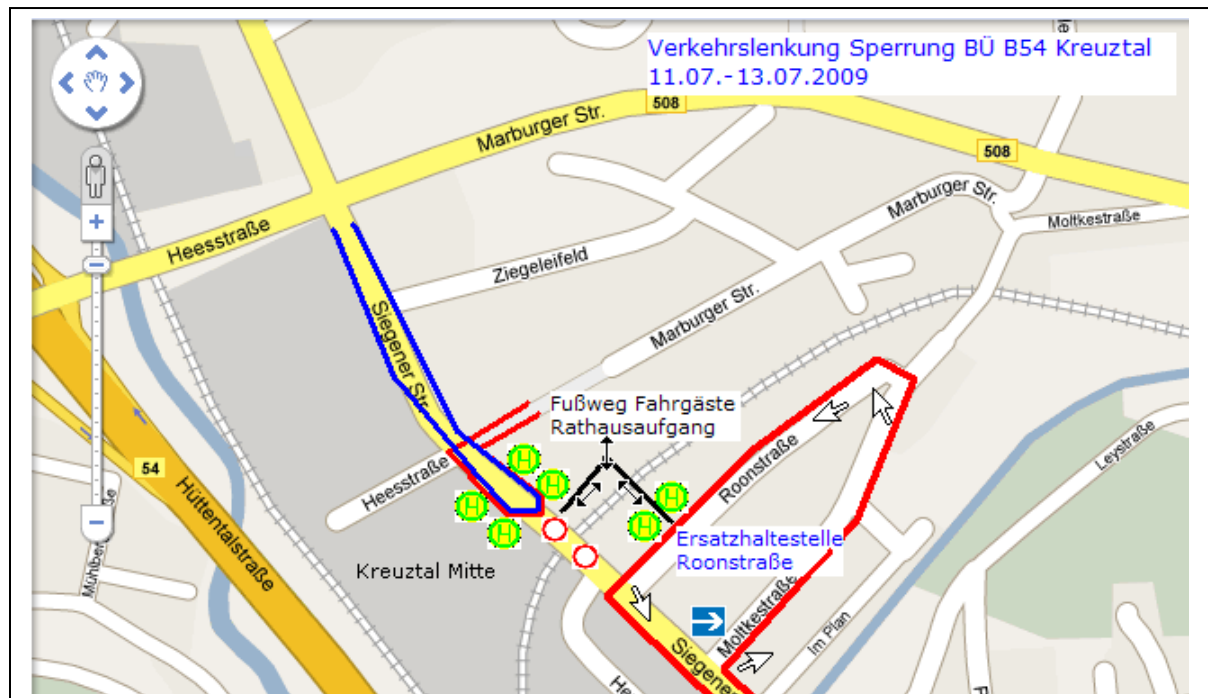 Verkehrslenkung Sperrung BÜ B54 Kreuztal
11.07.-13.07.2009
508
Marburger Str.
508
Marburger Str.
Moltkestraße
Heesstraße
Ziegeleifeld
Siegener Str.
Marburger Str.
Fußweg Fahrgäste
Rathausaufgang
54
Hüttentalstraße
Heesstraße
Roonstraße
Leystraße
H
H
H
H
H
H
Ersatzhaltestelle
Roonstraße
Kreuztal Mitte
Moltkestraße
Im Plan
Siegener
He